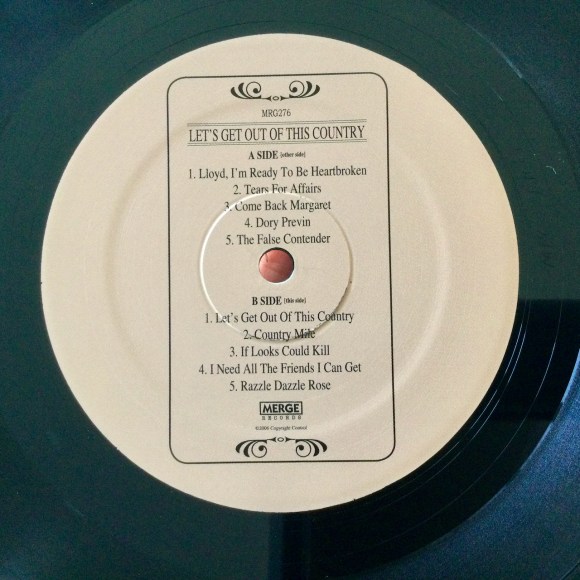 MRG276
LET'S GET OUT OF THIS COUNTRY
A SIDE [other side]
1. Lloyd, I'm Ready To Be Heartbroken
2. Tears For Affairs
3. Come Back Margaret
4. Dory Previn
5. The False Contender
B SIDE [this side]
1. Let's Get Out Of This Country
2. Country Mile
3. If Looks Could Kill
4. I Need All The Friends I Can Get
5. Razzle Dazzle Rose
MERGE
RECORDS
©2006 Copyright Control